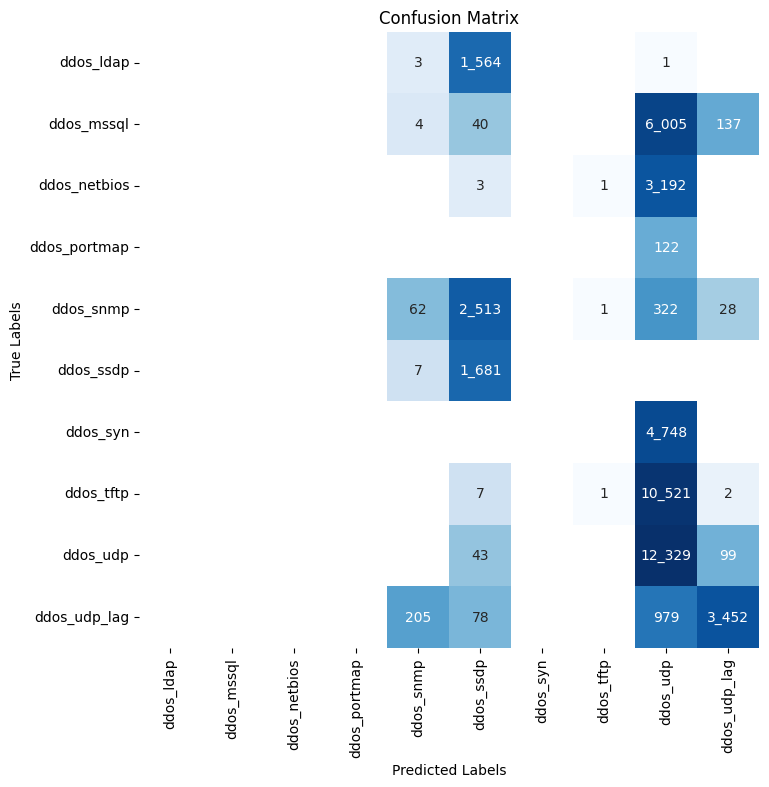 Confusion Matrix
True Labels
ddos_ldap 3 1_564 1
ddos_mssql 4 40 6_005 137
ddos_netbios 3 1 3_192
ddos_portmap 122
ddos_snmp 62 2_513 1 322 28
ddos_ssdp 7 1_681
ddos_syn 4_748
ddos_tftp 7 1 10_521 2
ddos_udp 43 12_329 99
ddos_udp_lag 205 78 979 3_452
ddos_ldap
ddos_mssql
ddos_netbios
ddos_portmap
ddos_snmp
ddos_ssdp
ddos_syn
ddos_tftp
ddos_udp
ddos_udp_lag
Predicted Labels